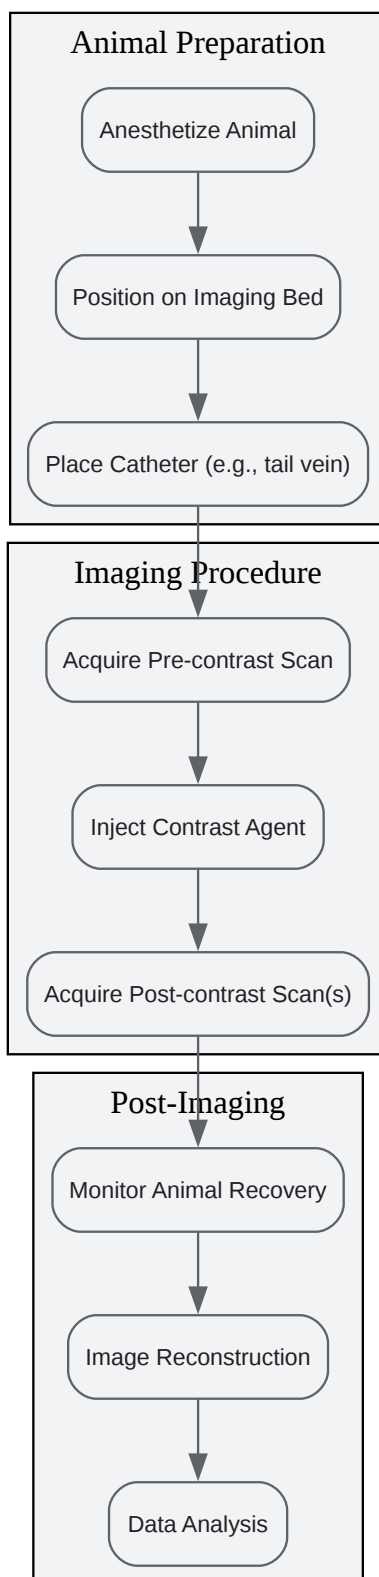 Animal Preparation
Anesthetize Animal
Position on Imaging Bed
Place Catheter (e.g., tail vein)
Imaging Procedure
Acquire Pre-contrast Scan
Inject Contrast Agent
Acquire Post-contrast Scan(s)
Post-Imaging
Monitor Animal Recovery
Image Reconstruction
Data Analysis